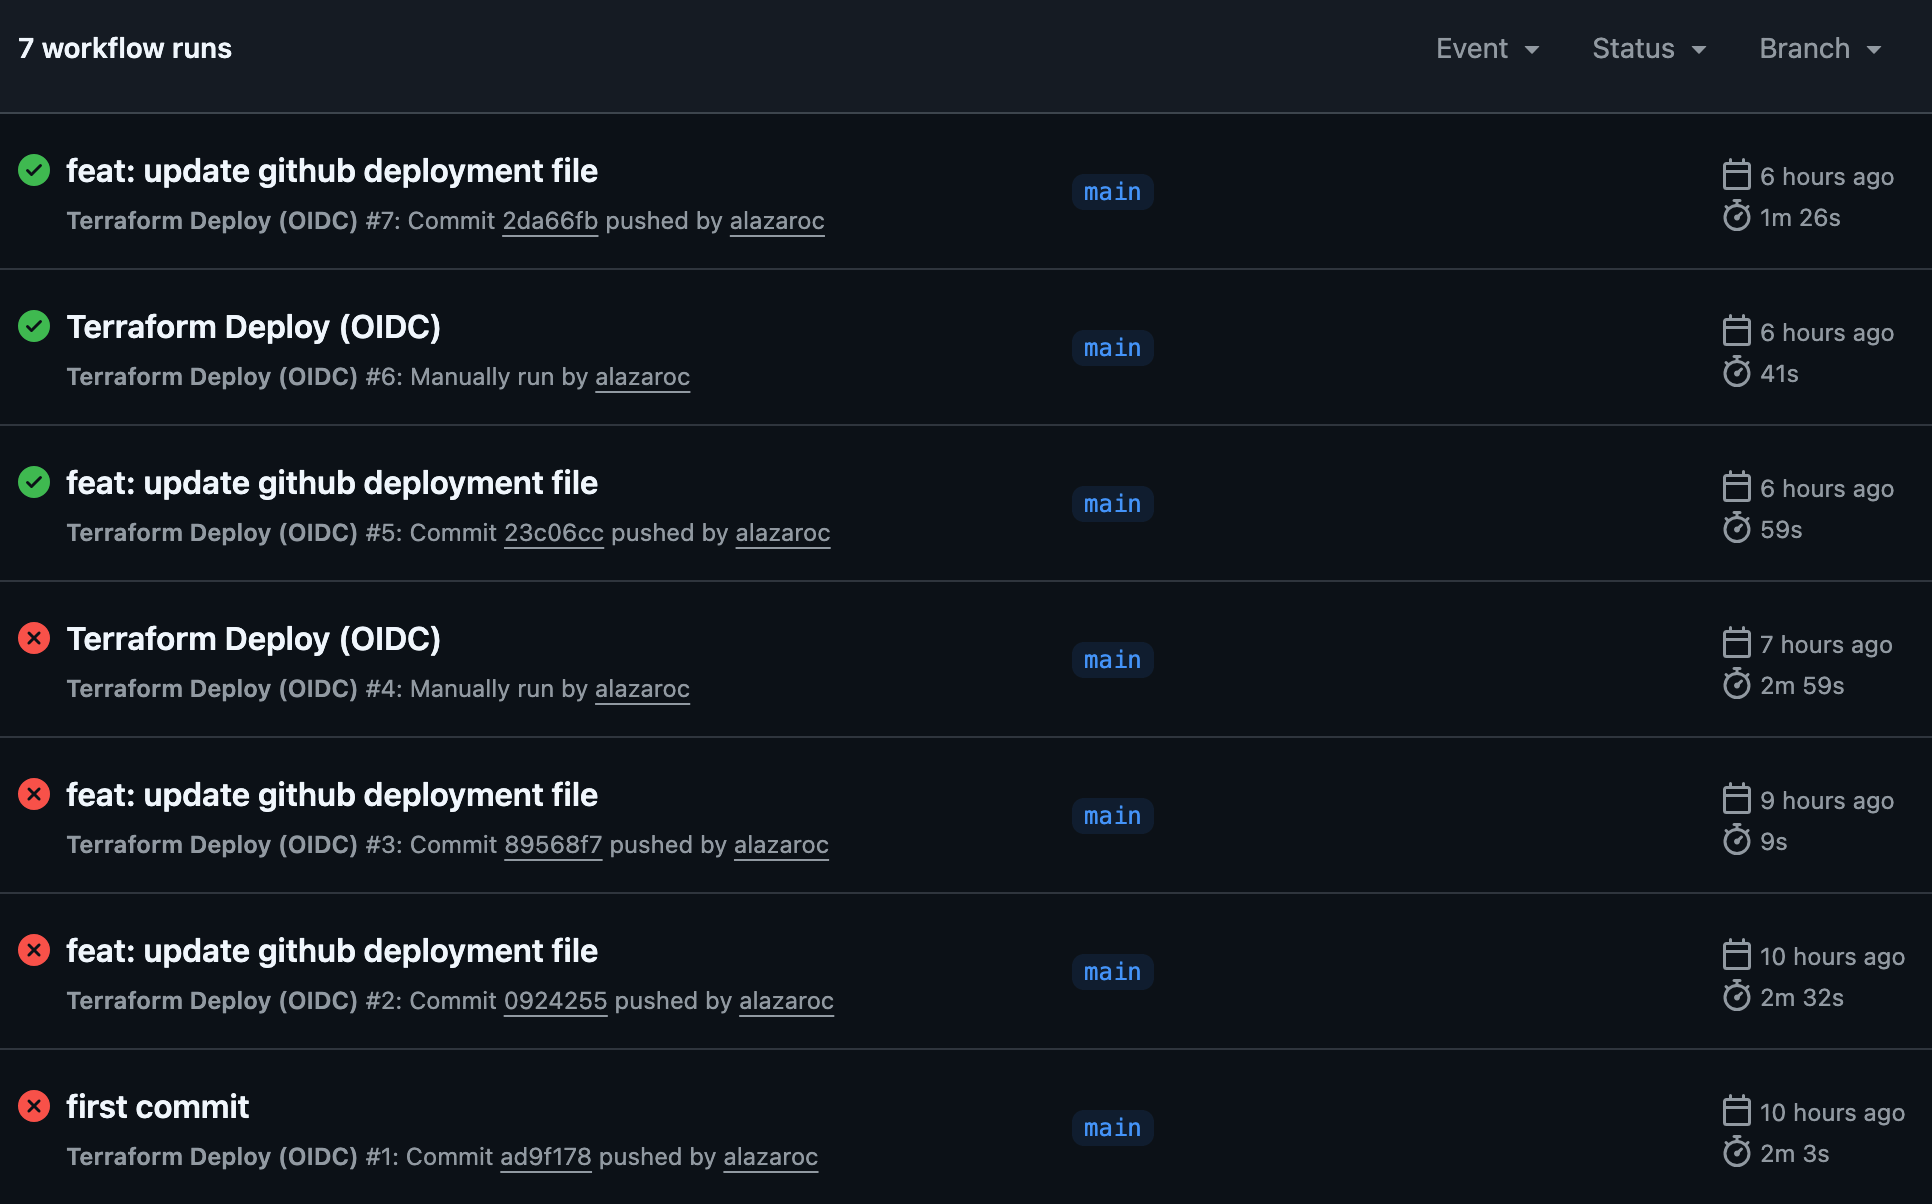 7 workflow runs
Event Status Branch
feat: update github deployment file
Terraform Deploy (OIDC) #7: Commit 2da66fb pushed by alazaroc
main
6 hours ago
1m 26s
Terraform Deploy (OIDC)
Terraform Deploy (OIDC) #6: Manually run by alazaroc
main
6 hours ago
41s
feat: update github deployment file
Terraform Deploy (OIDC) #5: Commit 23c06cc pushed by alazaroc
main
6 hours ago
59s
Terraform Deploy (OIDC)
Terraform Deploy (OIDC) #4: Manually run by alazaroc
main
7 hours ago
2m 59s
feat: update github deployment file
Terraform Deploy (OIDC) #3: Commit 89568f7 pushed by alazaroc
main
9 hours ago
9s
feat: update github deployment file
Terraform Deploy (OIDC) #2: Commit 0924255 pushed by alazaroc
main
10 hours ago
2m 32s
first commit
Terraform Deploy (OIDC) #1: Commit ad9f178 pushed by alazaroc
main
10 hours ago
2m 3s